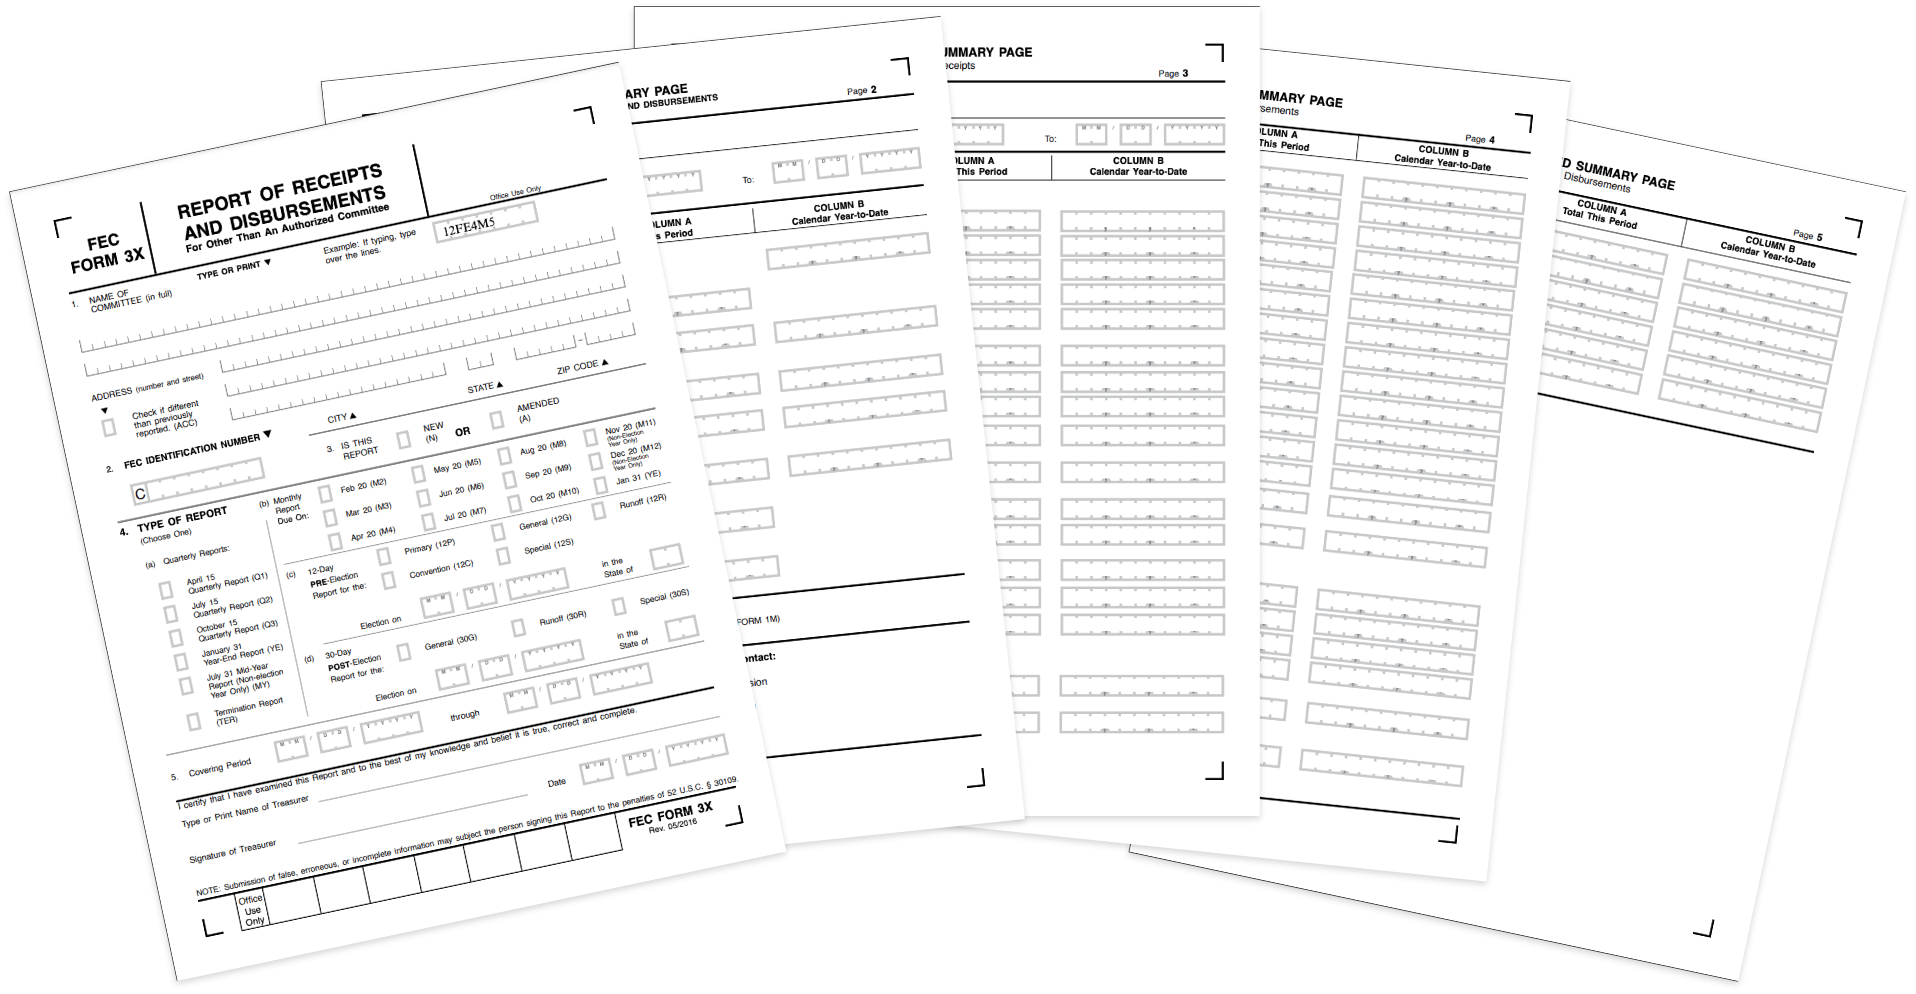 FEC
FORM 3X
REPORT OF RECEIPTS
AND DISBURSEMENTS
For Other Than An Authorized Committee
Office Use Only
TYPE OR PRINT ▼
Example: If typing, type
over the lines.
12FE4M5
1. NAME OF
COMMITTEE (in full)
ADDRESS (number and street)
▼
Check if different
than previously
reported. (ACC)
CITY ▲
STATE ▲
ZIP CODE ▲
2. FEC IDENTIFICATION NUMBER ▼
C
3. IS THIS
REPORT
NEW
(N)
OR
AMENDED
(A)
4. TYPE OF REPORT
(Choose One)
(a) Quarterly Reports:
April 15
Quarterly Report (Q1)
July 15
Quarterly Report (Q2)
October 15
Quarterly Report (Q3)
January 31
Year-End Report (YE)
July 31 Mid-Year
Report (Non-election
Year Only) (MY)
Termination Report
(TER)
(b) Monthly
Report
Due On:
Feb 20 (M2)
Mar 20 (M3)
Apr 20 (M4)
May 20 (M5)
Jun 20 (M6)
Jul 20 (M7)
Aug 20 (M8)
Sep 20 (M9)
Oct 20 (M10)
Nov 20 (M11)
(Non-Election
Year Only)
Dec 20 (M12)
(Non-Election
Year Only)
Jan 31 (YE)
(c) 12-Day
PRE-Election
Report for the:
Primary (12P)
General (12G)
Runoff (12R)
Convention (12C)
Special (12S)
Election on
M M / D D / Y Y Y Y
in the
State of
(d) 30-Day
POST-Election
Report for the:
General (30G)
Runoff (30R)
Special (30S)
Election on
M M / D D / Y Y Y Y
in the
State of
5. Covering Period
M M / D D / Y Y Y Y
through
M M / D D / Y Y Y Y
I certify that I have examined this Report and to the best of my knowledge and belief it is true, correct and complete.
Type or Print Name of Treasurer
Signature of Treasurer
Date
M M / D D / Y Y Y Y
NOTE: Submission of false, erroneous, or incomplete information may subject the person signing this Report to the penalties of 52 U.S.C. § 30109.
Office
Use
Only
FEC FORM 3X
Rev. 05/2016
ARY PAGE
ND DISBURSEMENTS
Page 2
Y Y Y Y
To:
M M / D D / Y Y Y Y
LUMN A
s Period
COLUMN B
Calendar Year-to-Date
FORM 1M)
ontact:
sion
UMMARY PAGE
eceipts
Page 3
Y Y Y Y
To:
M M / D D / Y Y Y Y
OLUMN A
This Period
COLUMN B
Calendar Year-to-Date
MMARY PAGE
rsements
Page 4
LUMN A
This Period
COLUMN B
Calendar Year-to-Date
D SUMMARY PAGE
Disbursements
Page 5
COLUMN A
Total This Period
COLUMN B
Calendar Year-to-Date